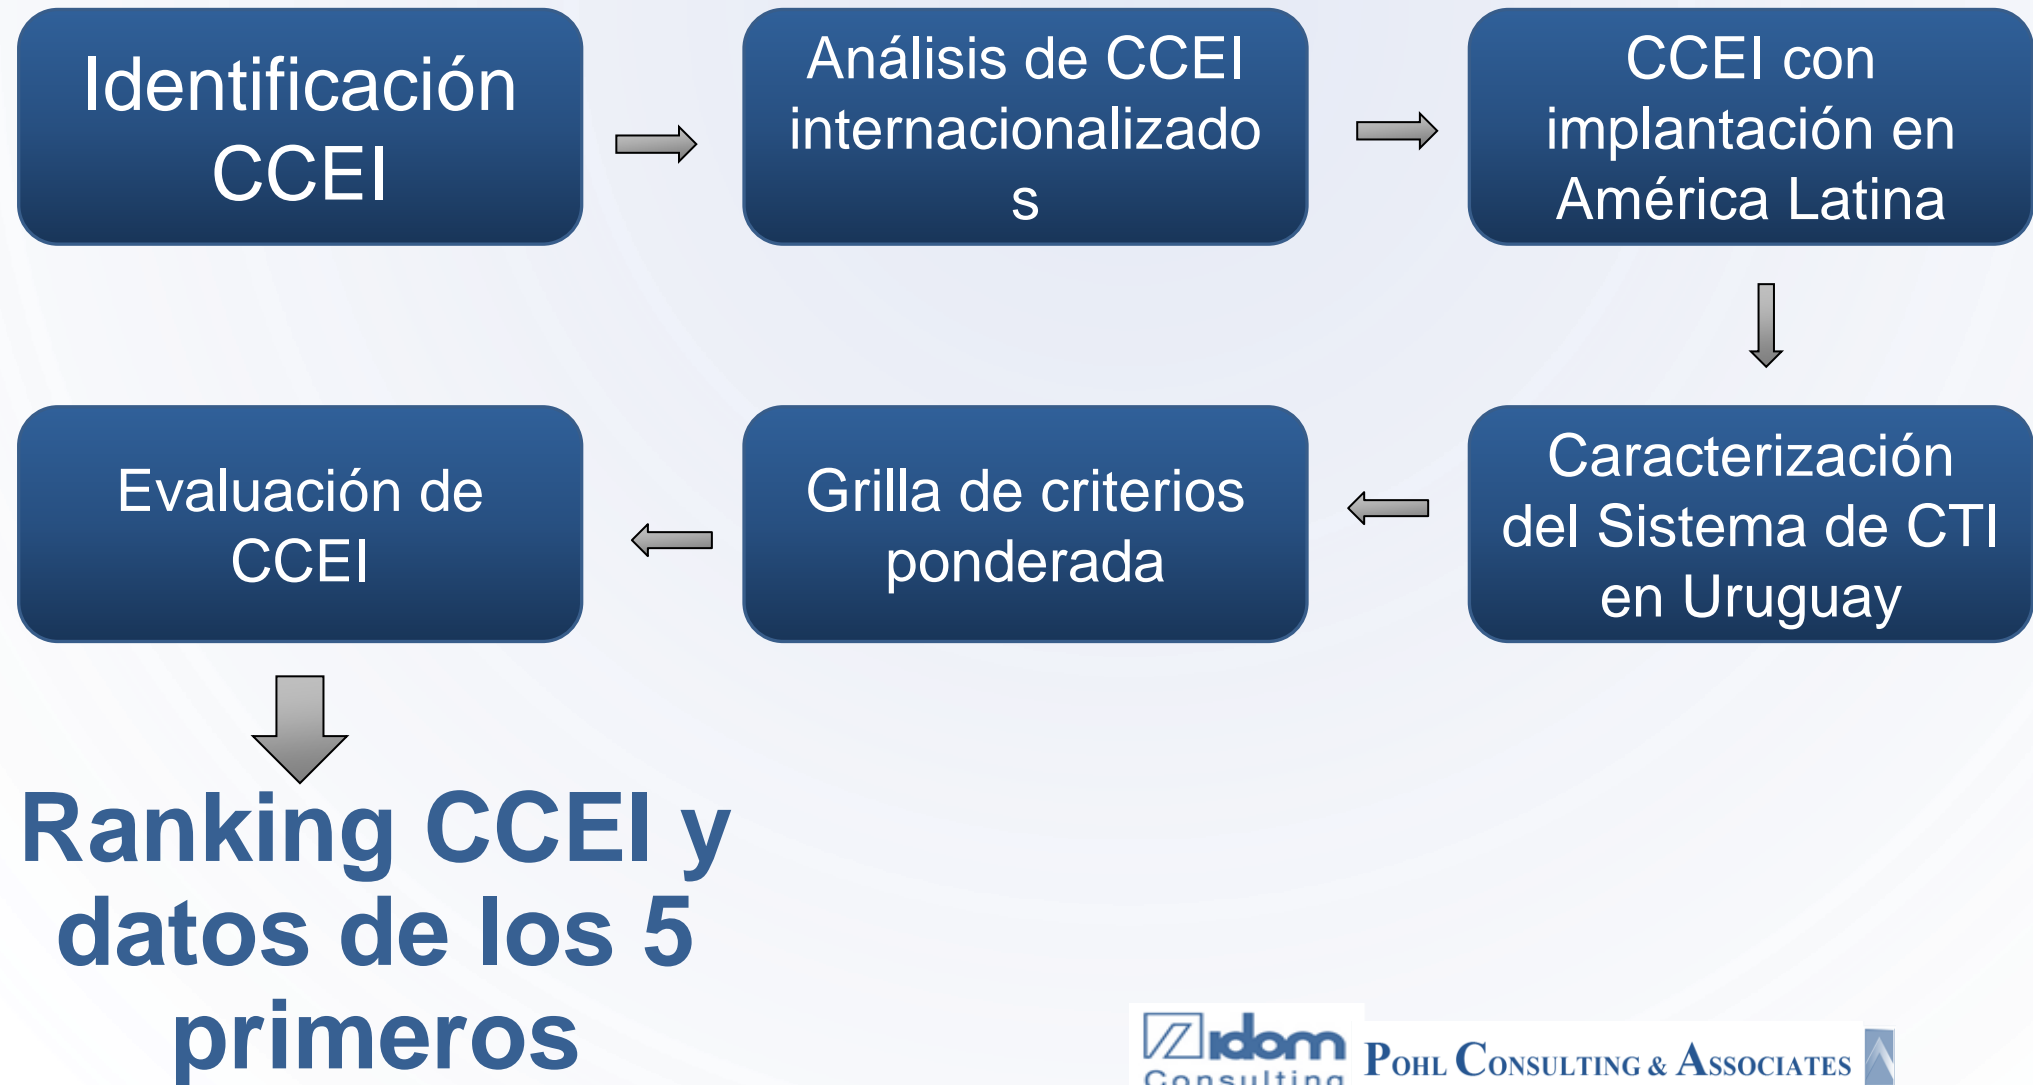 Identificación
CCEI
Análisis de CCEI
internacionalizado
s
CCEI con
implantación en
América Latina
Caracterización
del Sistema de CTI
en Uruguay
Grilla de criterios
ponderada
Evaluación de
CCEI
Ranking CCEI y
datos de los 5
primeros
idom
Consulting
POHL CONSULTING & ASSOCIATES